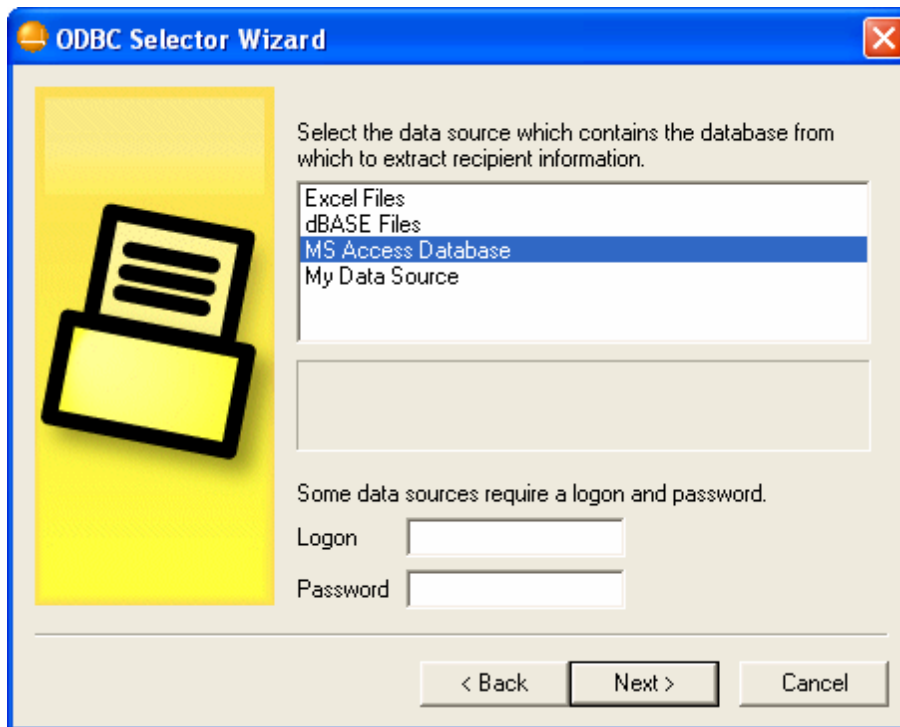 ODBC Selector Wizard
Select the data source which contains the database from
which to extract recipient information.
Excel Files
dBASE Files
MS Access Database
My Data Source
Some data sources require a logon and password.
Logon
Password
< Back
Next >
Cancel